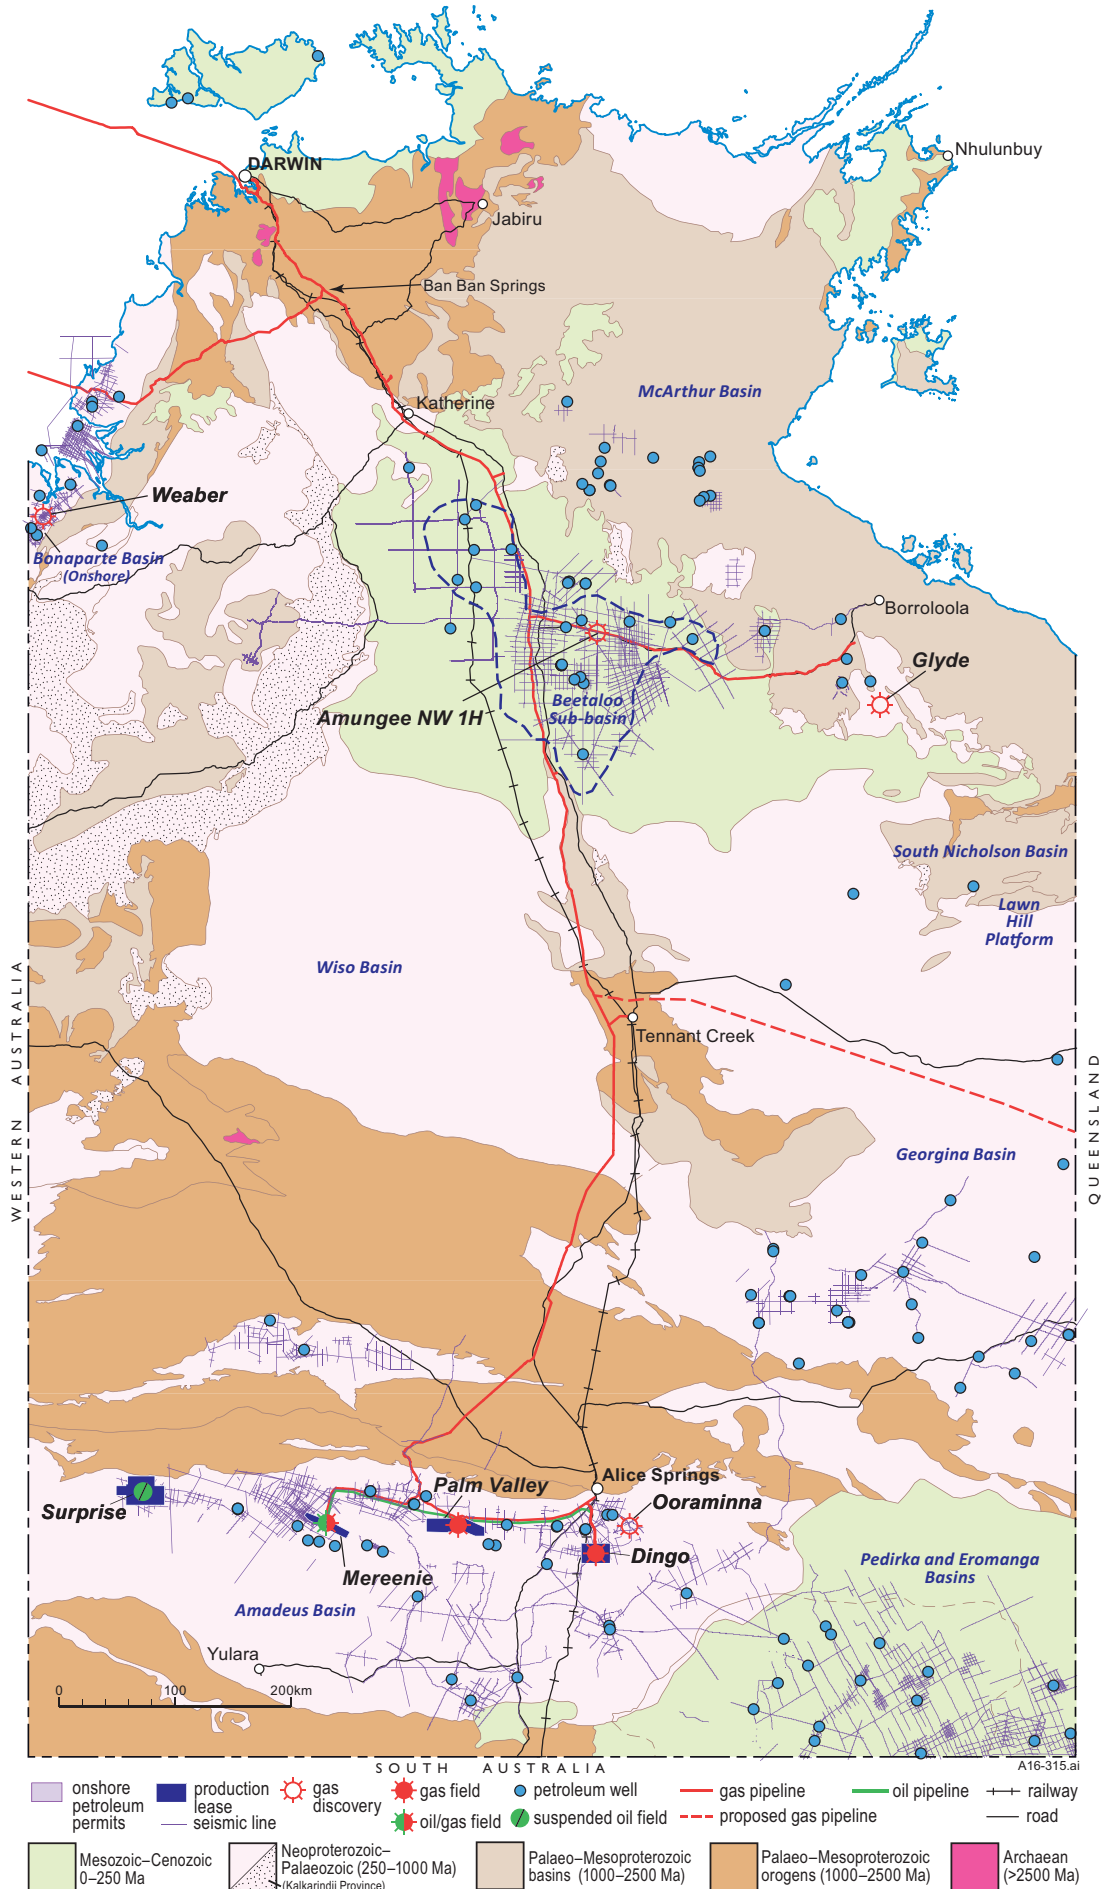 DARWIN
Nhulunbuy
Jabiru
Ban Ban Springs
McArthur Basin
Katherine
Weaber
Bonaparte Basin
(Onshore)
Borroloola
Glyde
Amungee NW 1H
Beetaloo
Sub-basin
South Nicholson Basin
Lawn
Hill
Platform
Wiso Basin
WESTERN AUSTRALIA
Tennant Creek
QUEENSLAND
Georgina Basin
Alice Springs
Palm Valley
Surprise
Ooraminna
Dingo
Mereenie
Pedirka and Eromanga
Basins
Amadeus Basin
Yulara
0 100 200km
SOUTH AUSTRALIA
A16-315.ai
onshore
petroleum
permits
production
lease
seismic line
gas
discovery
gas field
oil/gas field
petroleum well
suspended oil field
gas pipeline
proposed gas pipeline
oil pipeline
railway
road
Mesozoic–Cenozoic
0–250 Ma
Neoproterozoic–
Palaeozoic (250–1000 Ma)
(Kalkarindii Province)
Palaeo–Mesoproterozoic
basins (1000–2500 Ma)
Palaeo–Mesoproterozoic
orogens (1000–2500 Ma)
Archaean
(>2500 Ma)